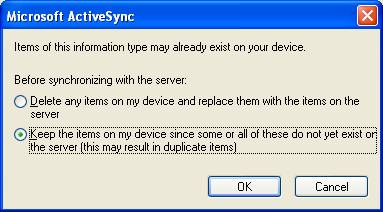 Microsoft ActiveSync
Items of this information type may already exist on your device.
Before synchronizing with the server:
Delete any items on my device and replace them with the items on the
server
Keep the items on my device since some or all of these do not yet exist on
the server (this may result in duplicate items)
OK
Cancel